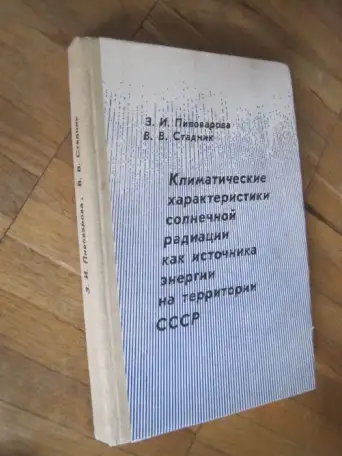 З. И. Пивоварова
В. В. Стадник
Климатические
характеристики
солнечной
радиации
как источника
энергии
на территории
СССР
З. И. Пивоварова, В. В. Стадник